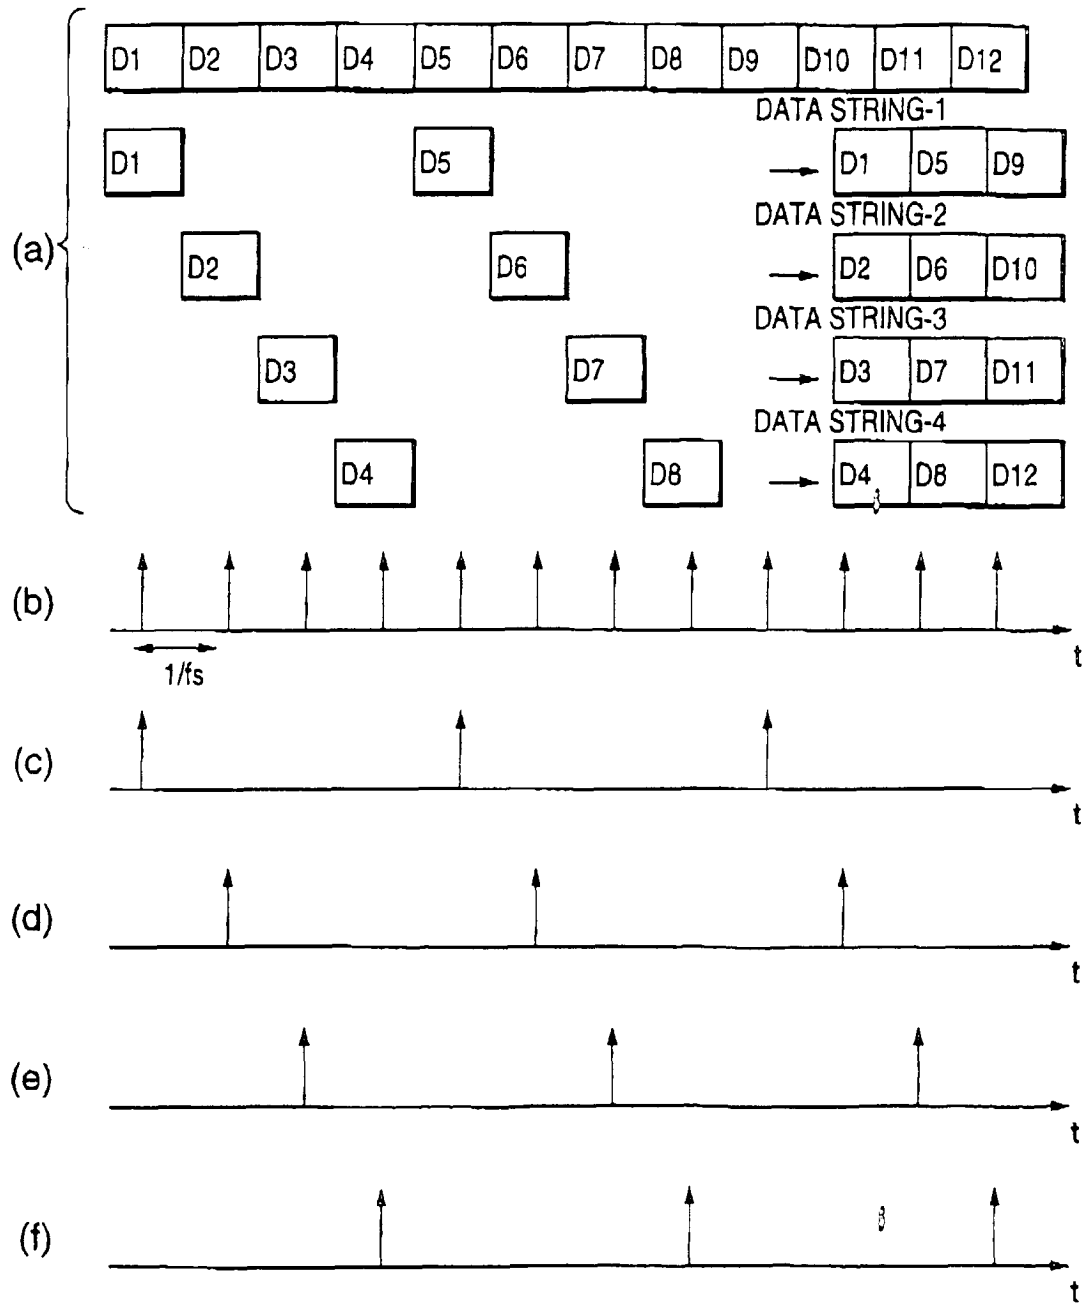 D1 D2 D3 D4 D5 D6 D7 D8 D9 D10 D11 D12
DATA STRING-1
D1 D5 D1 D5 D9
DATA STRING-2
(a)
D2 D6 D2 D6 D10
DATA STRING-3
D3 D7 D3 D7 D11
DATA STRING-4
D4 D8 D4 D8 D12
(b)
t
1/fs
(c)
t
(d)
t
(e)
t
(f)
t